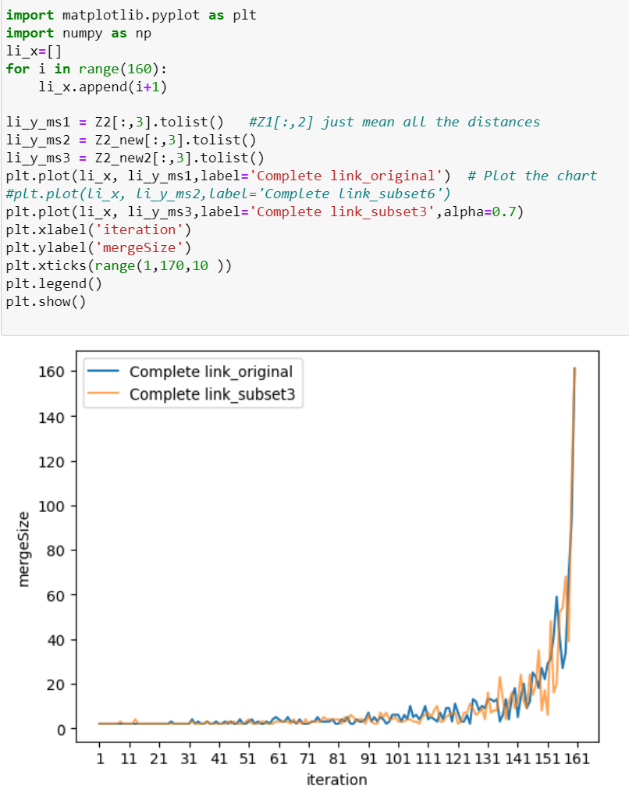 import matplotlib.pyplot as plt
import numpy as np
li_x=[]
for i in range(160):
    li_x.append(i+1)
li_y_ms1 = Z2[:,3].tolist()   #Z1[:,2] just mean all the distances
li_y_ms2 = Z2_new[:,3].tolist()
li_y_ms3 = Z2_new2[:,3].tolist()
plt.plot(li_x, li_y_ms1,label='Complete link_original')  # Plot the chart
#plt.plot(li_x, li_y_ms2,label='Complete link_subset6')
plt.plot(li_x, li_y_ms3,label='Complete link_subset3',alpha=0.7)
plt.xlabel('iteration')
plt.ylabel('mergeSize')
plt.xticks(range(1,170,10 ))
plt.legend()
plt.show()
Complete link_original
Complete link_subset3
mergeSize
160
140
120
100
80
60
40
20
0
1 11 21 31 41 51 61 71 81 91 101 111 121 131 141 151 161
iteration